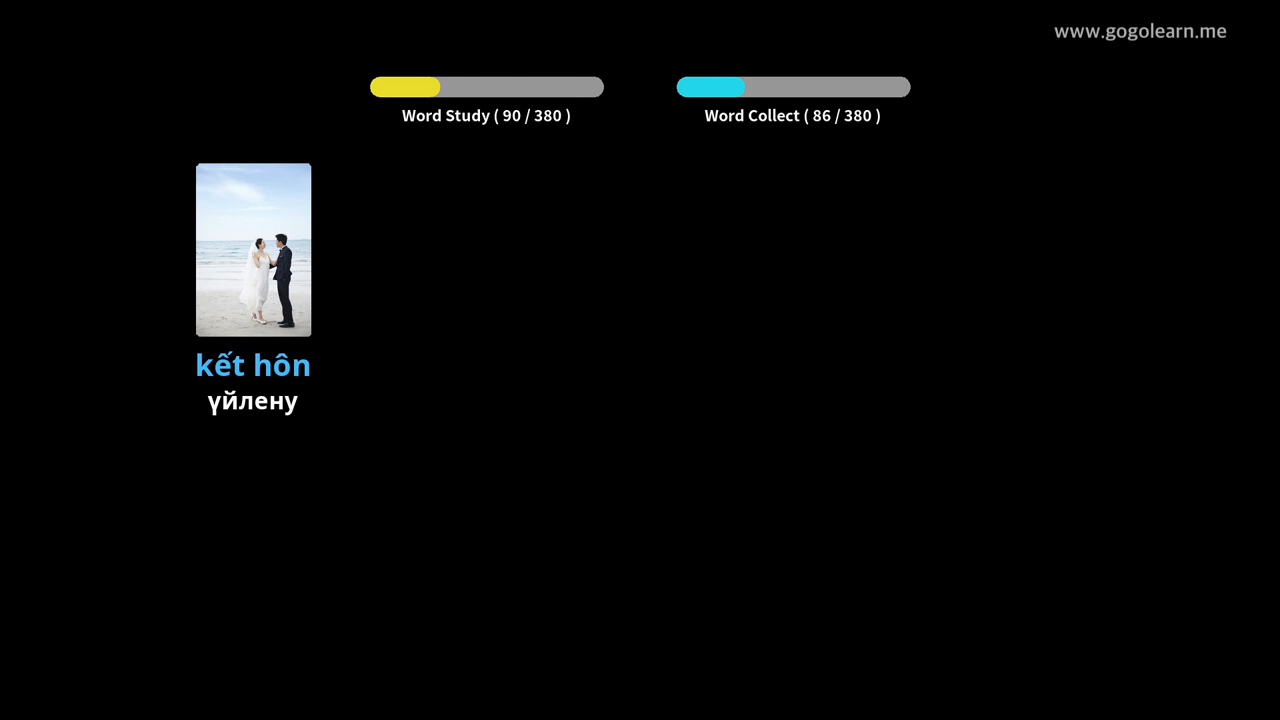 www.gogolearn.me
Word Study ( 90 / 380 )
Word Collect ( 86 / 380 )
kết hôn
үйлену